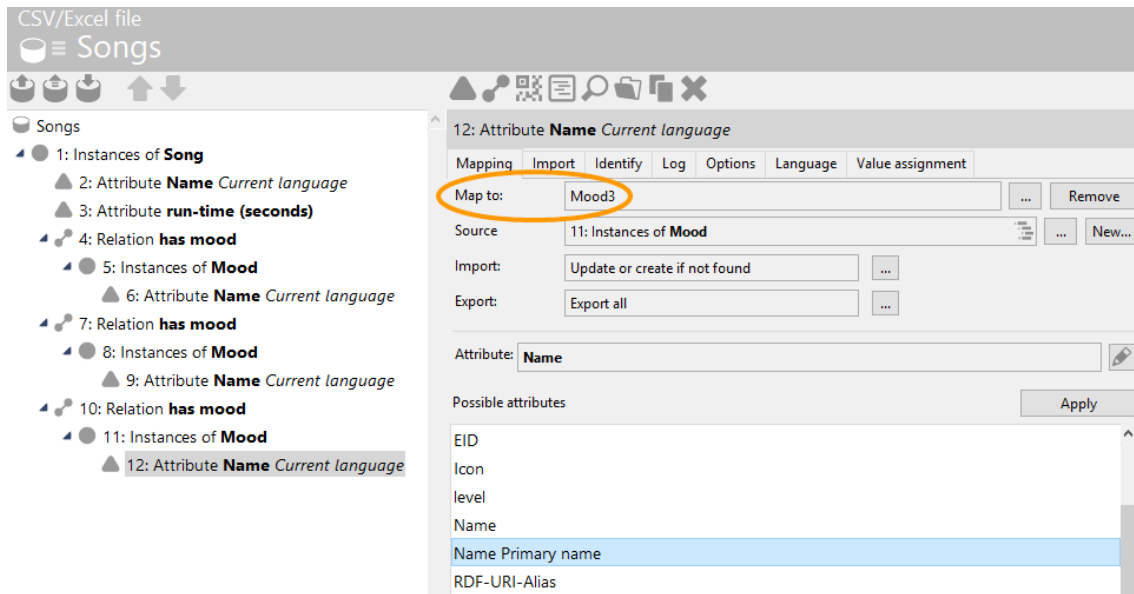 CSV/Excel file
Songs
Songs
1: Instances of Song
2: Attribute Name Current language
3: Attribute run-time (seconds)
4: Relation has mood
5: Instances of Mood
6: Attribute Name Current language
7: Relation has mood
8: Instances of Mood
9: Attribute Name Current language
10: Relation has mood
11: Instances of Mood
12: Attribute Name Current language
12: Attribute Name Current language
Mapping Import Identify Log Options Language Value assignment
Map to: Mood3 ... Remove
Source 11: Instances of Mood ... New...
Import: Update or create if not found ...
Export: Export all ...
Attribute: Name
Possible attributes Apply
EID
Icon
level
Name
Name Primary name
RDF-URI-Alias